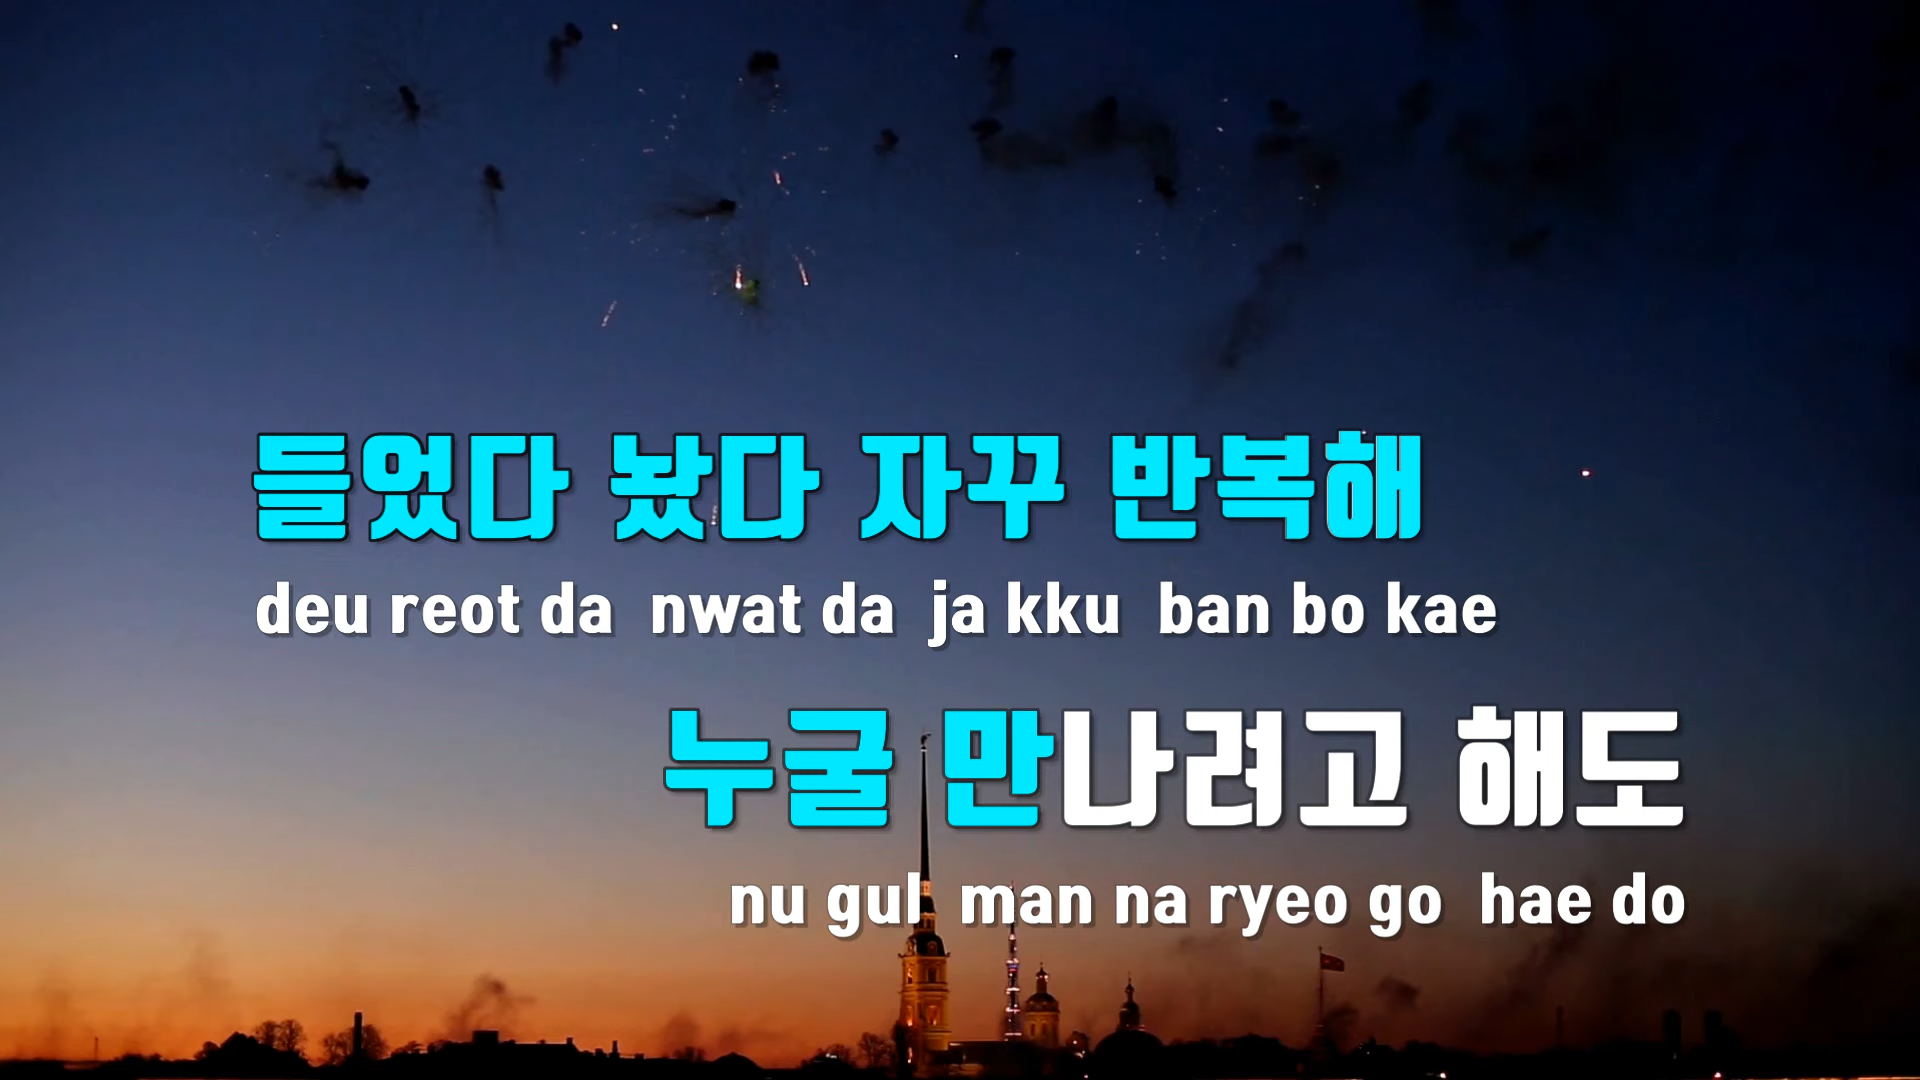 들었다 놨다 자꾸 반복해
deu reot da nwat da ja kku ban bo kae
누굴 만나려고 해도
nu gul man na ryeo go hae do